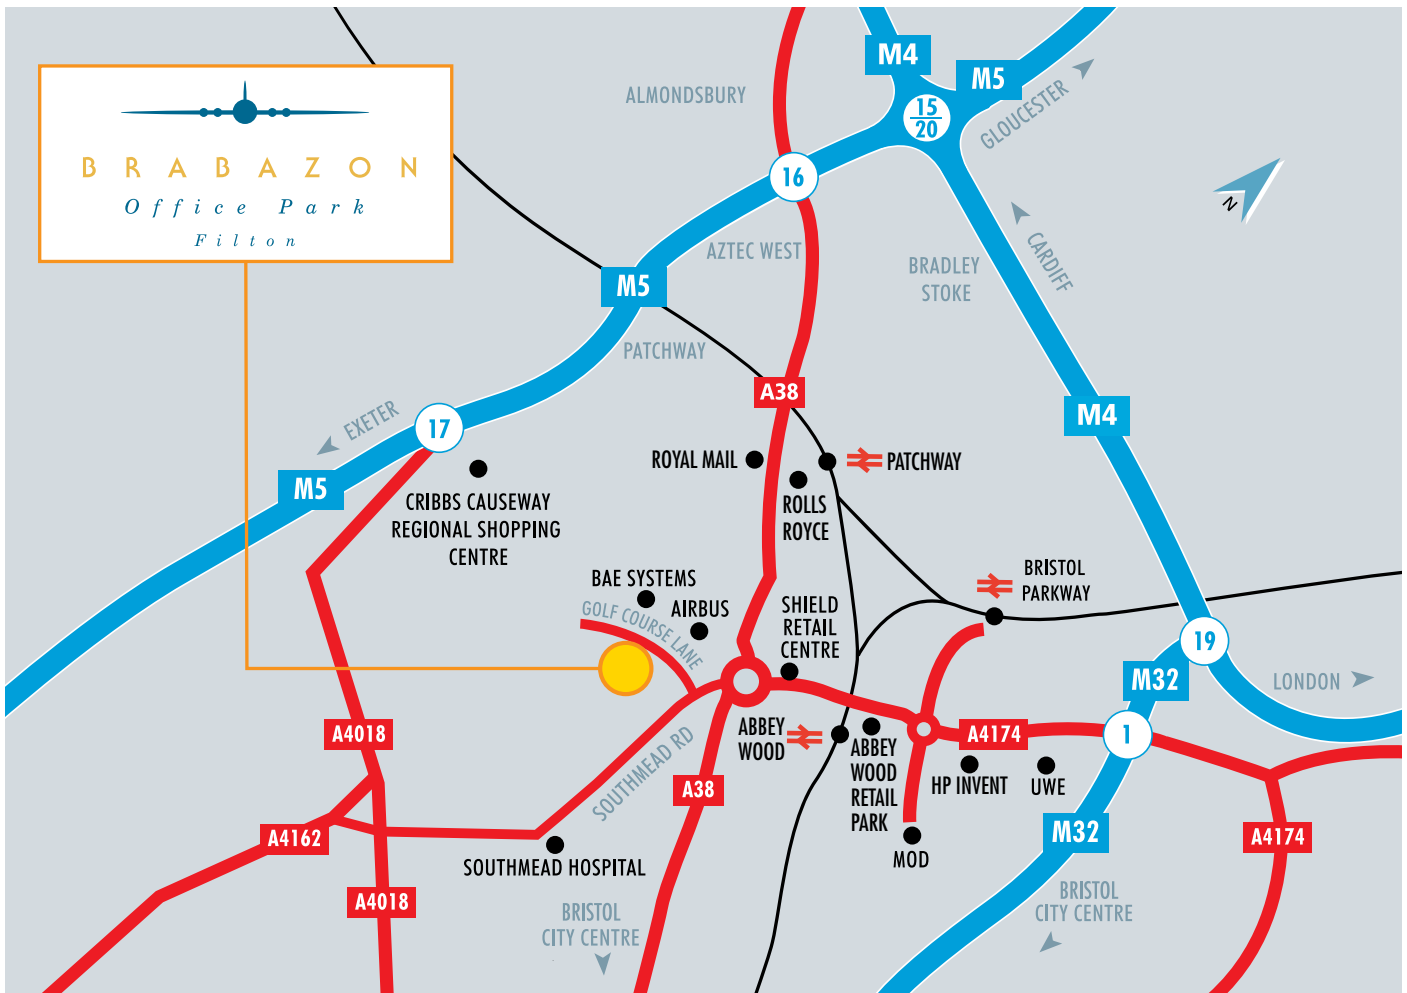 M4
M5
ALMONDSBURY
15
20
GLOUCESTER
BRABAZON
Office Park
Filton
16
N
AZTEC WEST
CARDIFF
BRADLEY
STOKE
M5
PATCHWAY
A38
EXETER
17
M4
ROYAL MAIL
PATCHWAY
M5
CRIBBS CAUSEWAY
REGIONAL SHOPPING
CENTRE
ROLLS
ROYCE
BRISTOL
PARKWAY
BAE SYSTEMS
AIRBUS
GOLF COURSE LANE
SHIELD
RETAIL
CENTRE
19
M32
LONDON
A4018
SOUTHMEAD RD
ABBEY
WOOD
ABBEY
WOOD
RETAIL
PARK
A4174
1
HP INVENT
UWE
A38
A4162
M32
A4174
MOD
SOUTHMEAD HOSPITAL
A4018
BRISTOL
CITY CENTRE
BRISTOL
CITY CENTRE